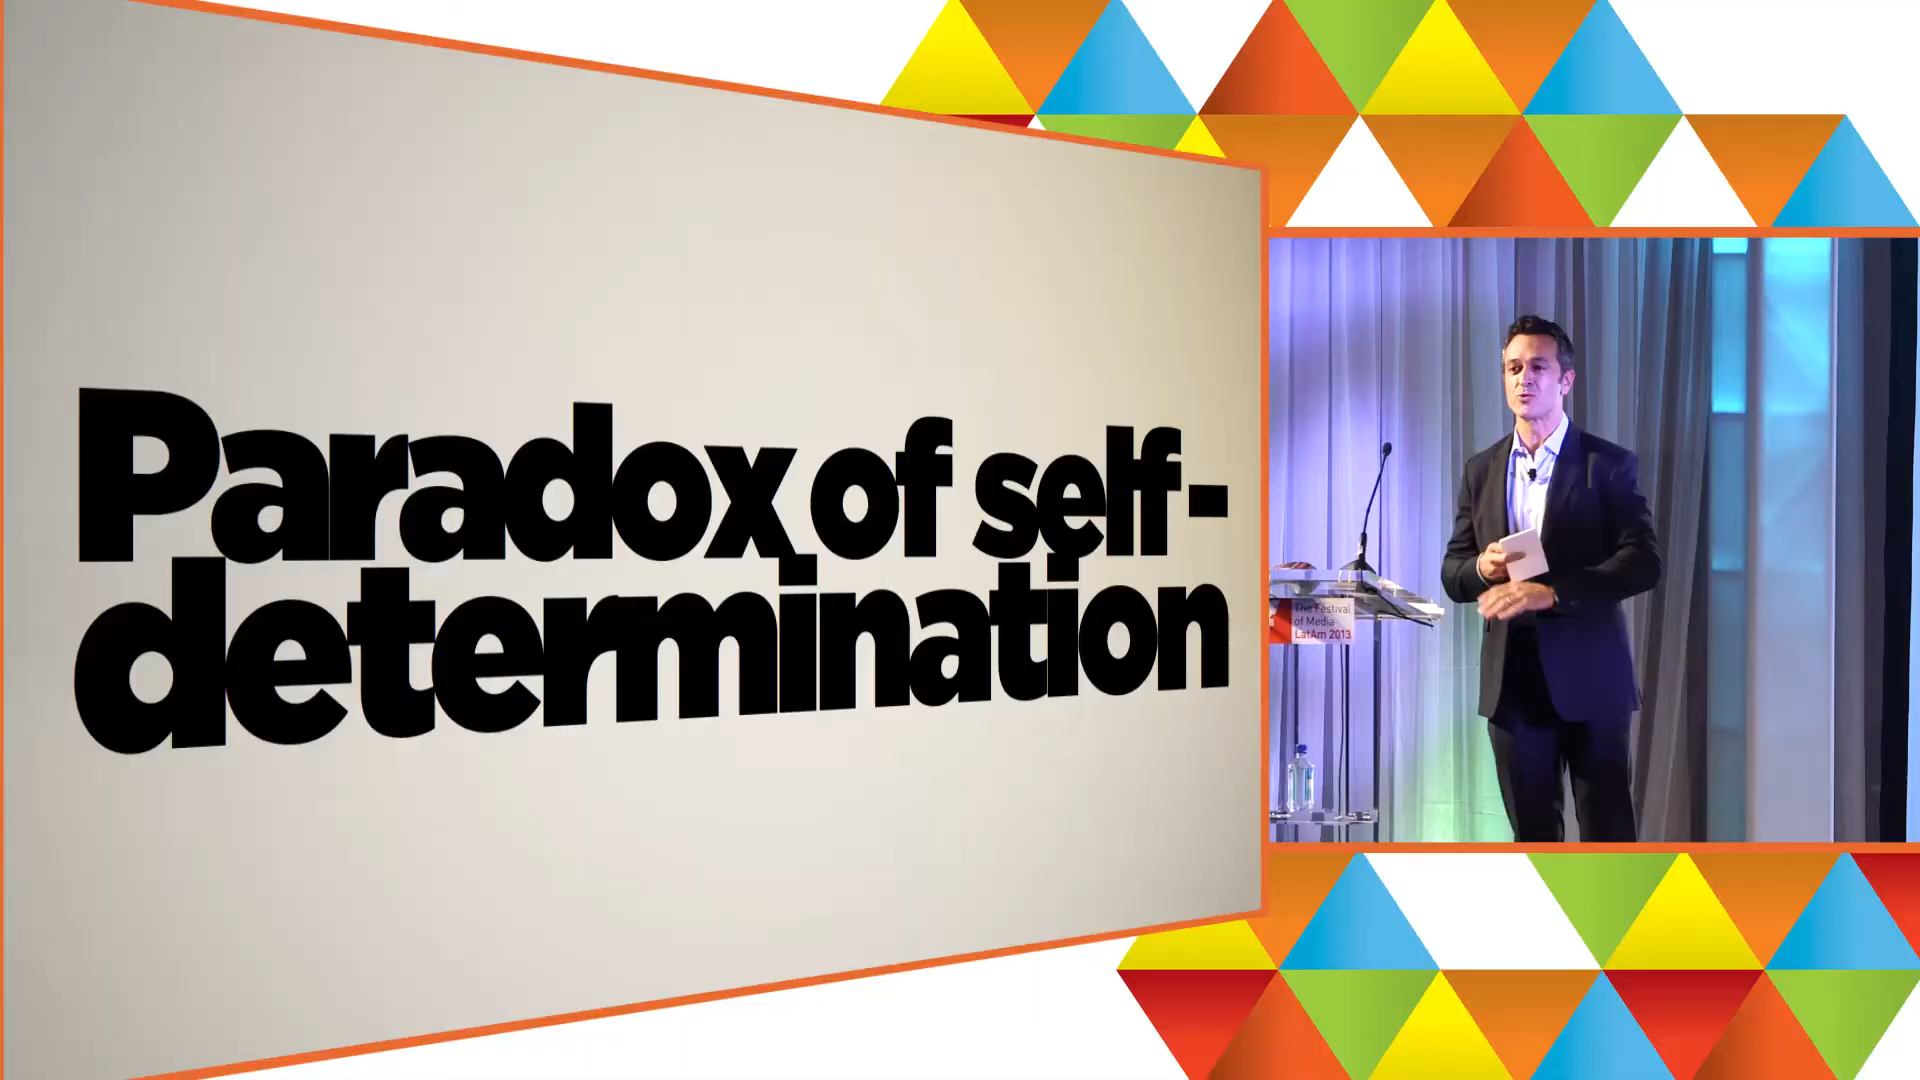 Paradox of self-
determination
The Festival
of Media
LatAm 2013